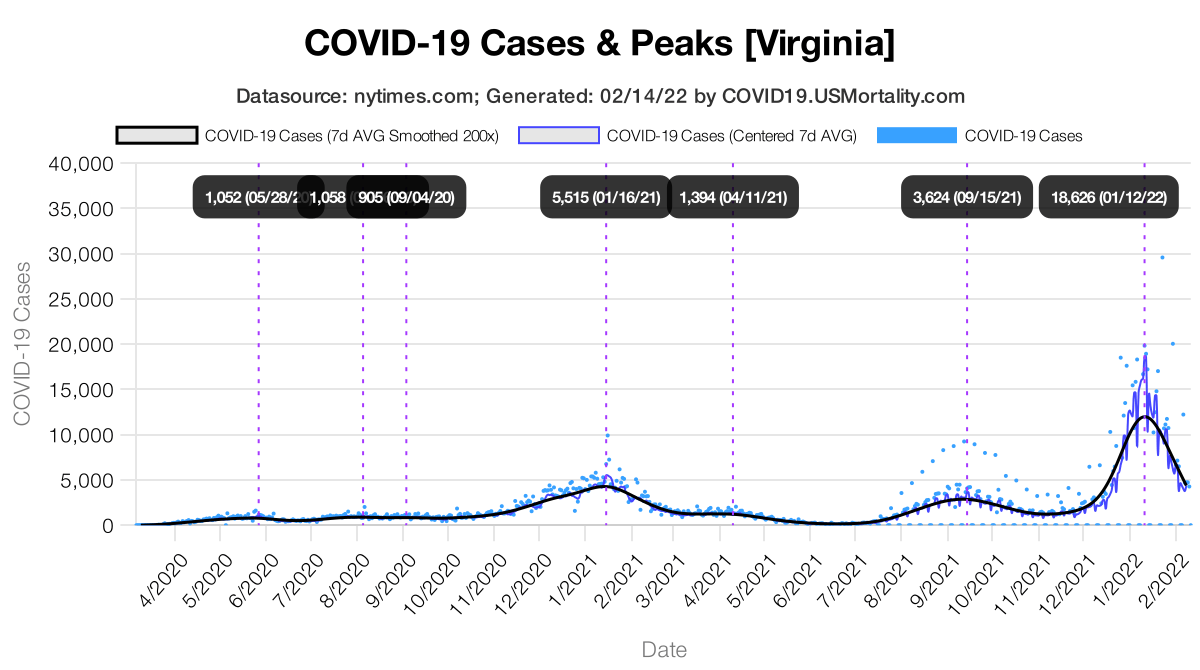 COVID-19 Cases & Peaks [Virginia]
Datasource: nytimes.com; Generated: 02/14/22 by COVID19.USMortality.com
COVID-19 Cases (7d AVG Smoothed 200x) COVID-19 Cases (Centered 7d AVG) COVID-19 Cases
40,000
1,052 (05/28/2 1,058 905 (09/04/20) 5,515 (01/16/21) 1,394 (04/11/21) 3,624 (09/15/21) 18,626 (01/12/22)
35,000
30,000
25,000
20,000
15,000
10,000
5,000
0
COVID-19 Cases
4/2020 5/2020 6/2020 7/2020 8/2020 9/2020 10/2020 11/2020 12/2020 1/2021 2/2021 3/2021 4/2021 5/2021 6/2021 7/2021 8/2021 9/2021 10/2021 11/2021 12/2021 1/2022 2/2022
Date